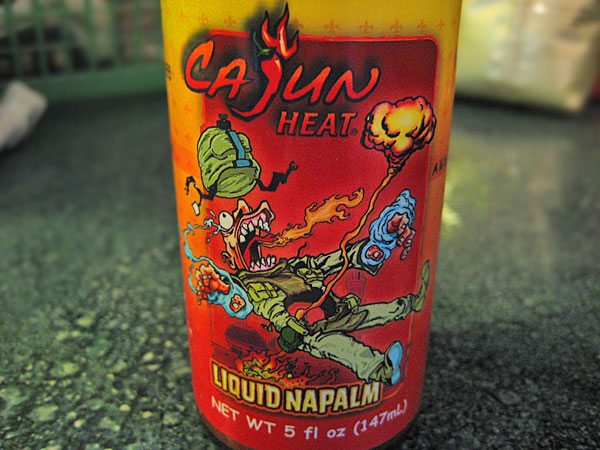 CAJUN
HEAT®
LIQUID NAPALM
NET WT 5 fl oz (147mL)